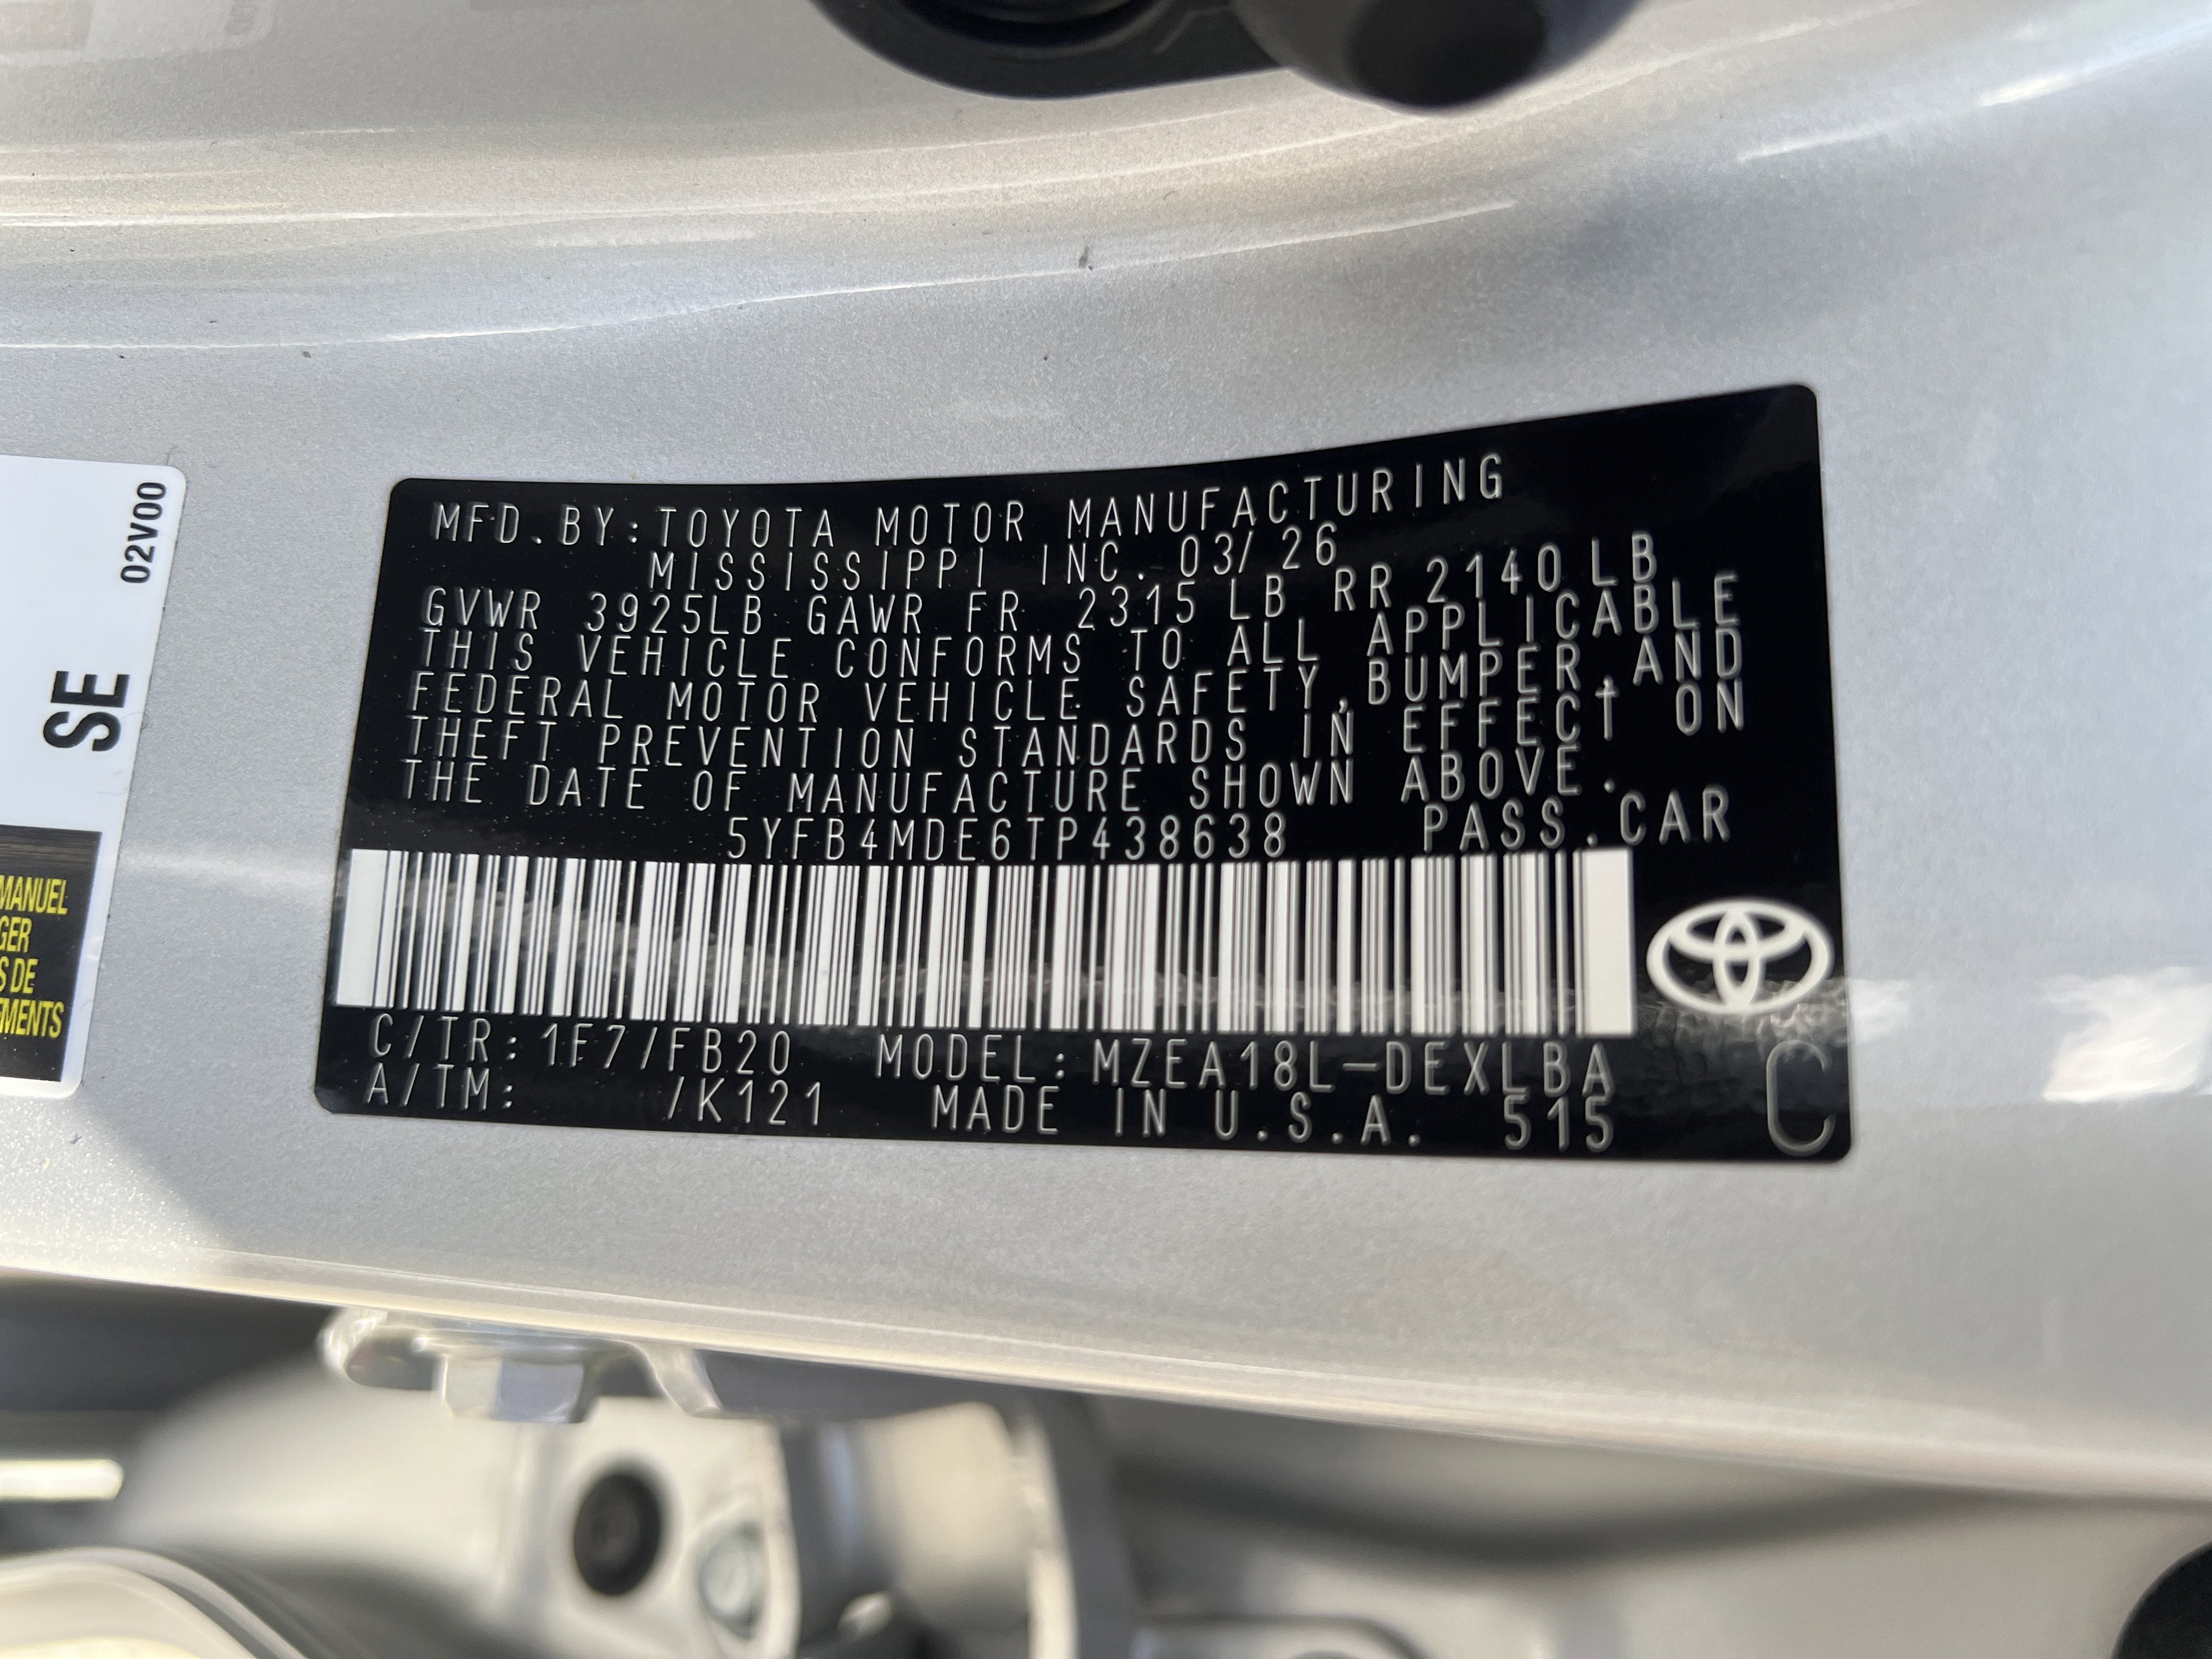 MFD.BY:TOYOTA MOTOR MANUFACTURING
MISSISSIPPI INC. 03/26
GVWR 3925LB GAWR FR 2315 LB RR 2140LB
THIS VEHICLE CONFORMS TO ALL APPLICABLE
FEDERAL MOTOR VEHICLE SAFETY,BUMPER,AND
THEFT PREVENTION STANDARDS IN EFFECT ON
THE DATE OF MANUFACTURE SHOWN ABOVE.
5YFB4MDE6TP438638 PASS.CAR
C/TR:1F7/FB20 MODEL:MZEA18L-DEXLBA
A/TM: /K121 MADE IN U.S.A. 515
C
02V00
SE
MANUEL
GER
S DE
EMENTS